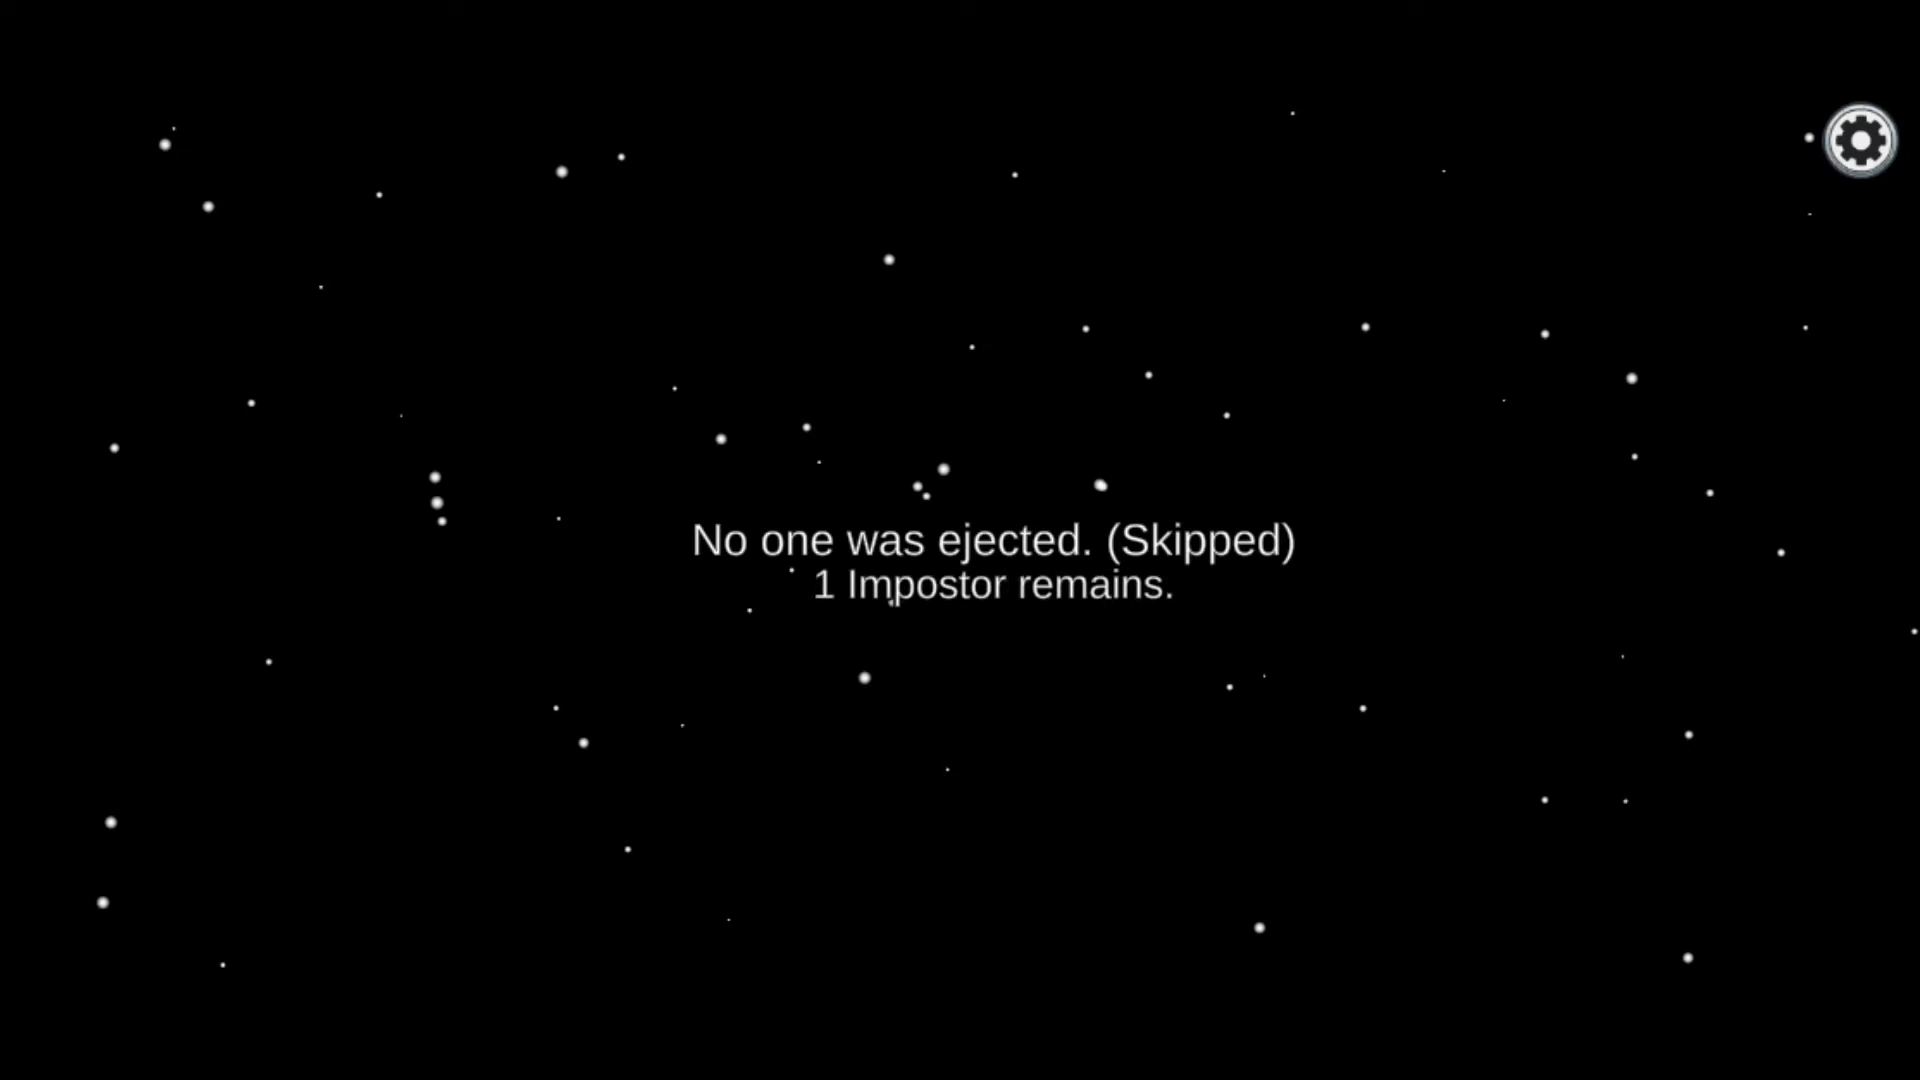 No one was ejected. (Skipped)
1 Impostor remains.